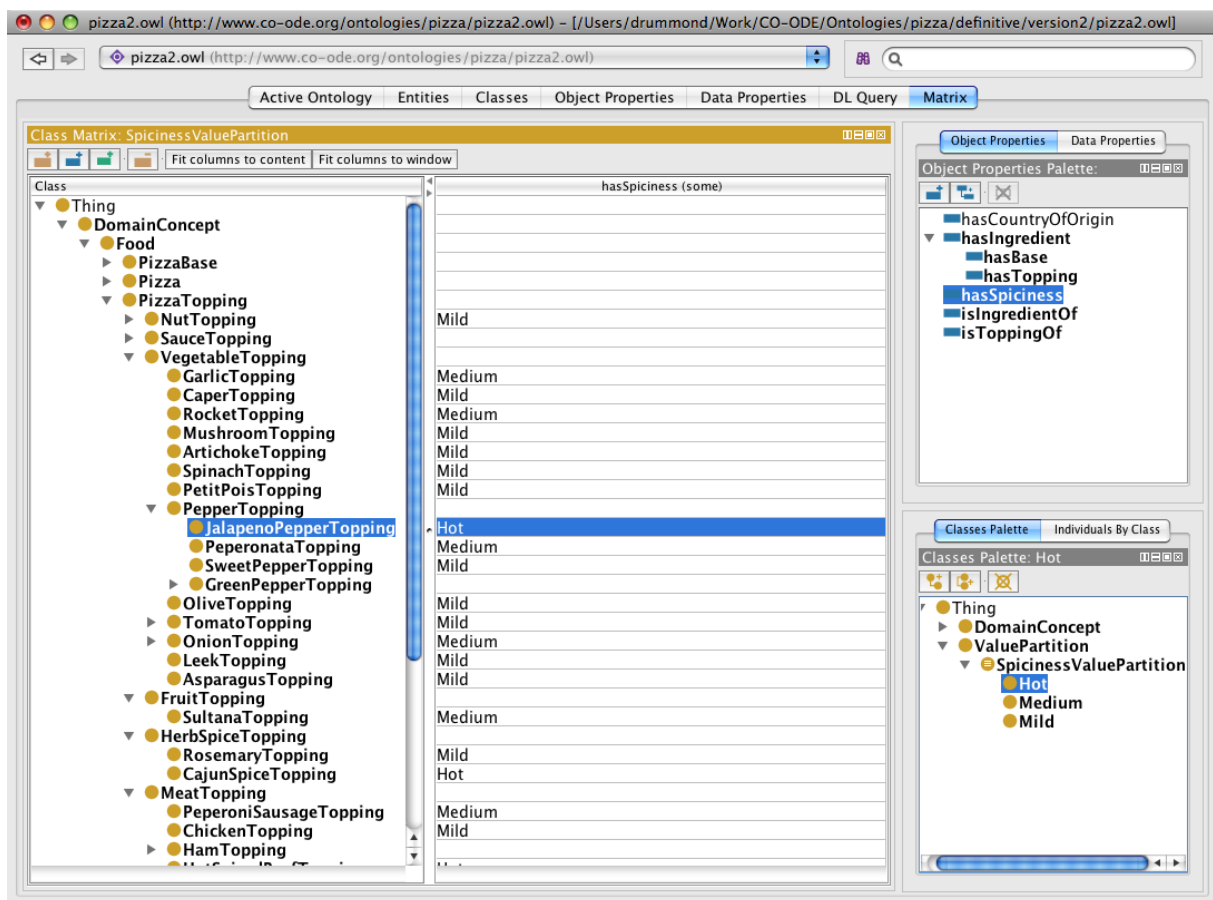 pizza2.owl (http://www.co-ode.org/ontologies/pizza/pizza2.owl) – [/Users/drummond/Work/CO-ODE/Ontologies/pizza/definitive/version2/pizza2.owl]
pizza2.owl (http://www.co-ode.org/ontologies/pizza/pizza2.owl)
Active Ontology Entities Classes Object Properties Data Properties DL Query Matrix
Class Matrix: SpicinessValuePartition
Fit columns to content Fit columns to window
Class hasSpiciness (some)
Thing
DomainConcept
Food
PizzaBase
Pizza
PizzaTopping
NutTopping Mild
SauceTopping
VegetableTopping
GarlicTopping Medium
CaperTopping Mild
RocketTopping Medium
MushroomTopping Mild
ArtichokeTopping Mild
SpinachTopping Mild
PetitPoisTopping Mild
PepperTopping
JalapenoPepperTopping Hot
PeperonataTopping Medium
SweetPepperTopping Mild
GreenPepperTopping
OliveTopping Mild
TomatoTopping Mild
OnionTopping Medium
LeekTopping Mild
AsparagusTopping Mild
FruitTopping
SultanaTopping Medium
HerbSpiceTopping
RosemaryTopping Mild
CajunSpiceTopping Hot
MeatTopping
PeperoniSausageTopping Medium
ChickenTopping Mild
HamTopping
Object Properties Data Properties
Object Properties Palette:
hasCountryOfOrigin
hasIngredient
hasBase
hasTopping
hasSpiciness
isIngredientOf
isToppingOf
Classes Palette Individuals By Class
Classes Palette: Hot
Thing
DomainConcept
ValuePartition
SpicinessValuePartition
Hot
Medium
Mild